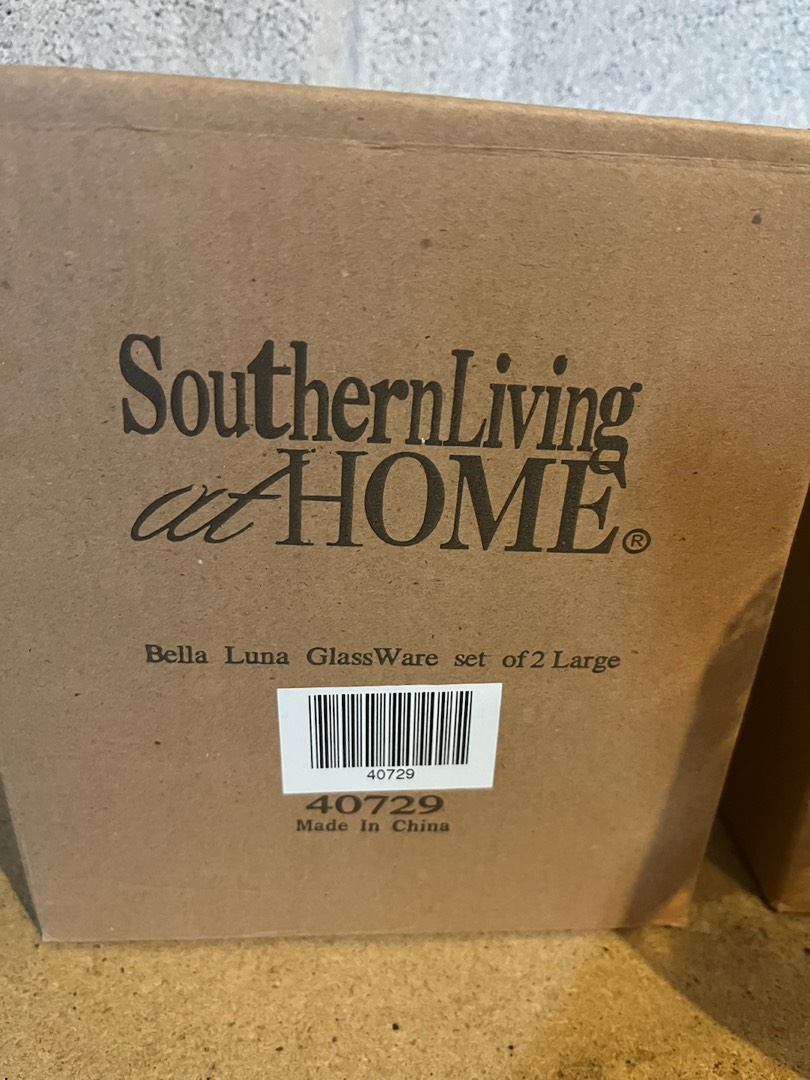 SouthernLiving
at HOME®
Bella Luna GlassWare set of 2 Large
40729
40729
Made In China